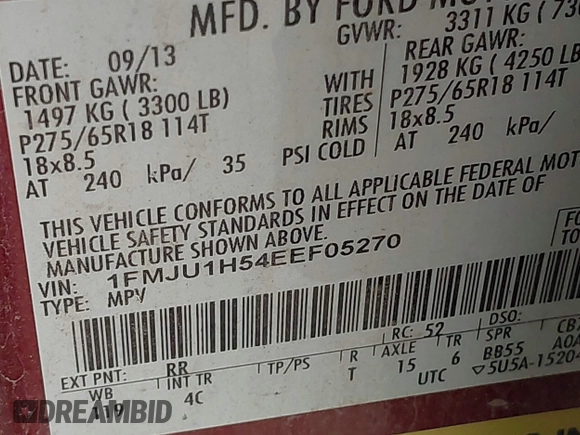 MFD. BY FORD MO
GVWR: 3311 KG (
DATE: 09/13
FRONT GAWR:
1497 KG ( 3300 LB)
P275/65R18 114T
18x8.5
AT 240 kPa/ 35
WITH
TIRES
RIMS
PSI COLD
REAR GAWR:
1928 KG ( 4250 LB
P275/65R18 114T
18x8.5
AT 240 kPa/
THIS VEHICLE CONFORMS TO ALL APPLICABLE FEDERAL MOT
VEHICLE SAFETY STANDARDS IN EFFECT ON THE DATE OF
MANUFACTURE SHOWN ABOVE.
VIN: 1FMJU1H54EEF05270
TYPE: MPV
EXT PNT: RR RC: 52 DSO:
WB INT TR TP/PS R AXLE TR SPR
119 4C T 15 6 BB55 A0A
UTC ▽5U5A-1520
DREAMBID